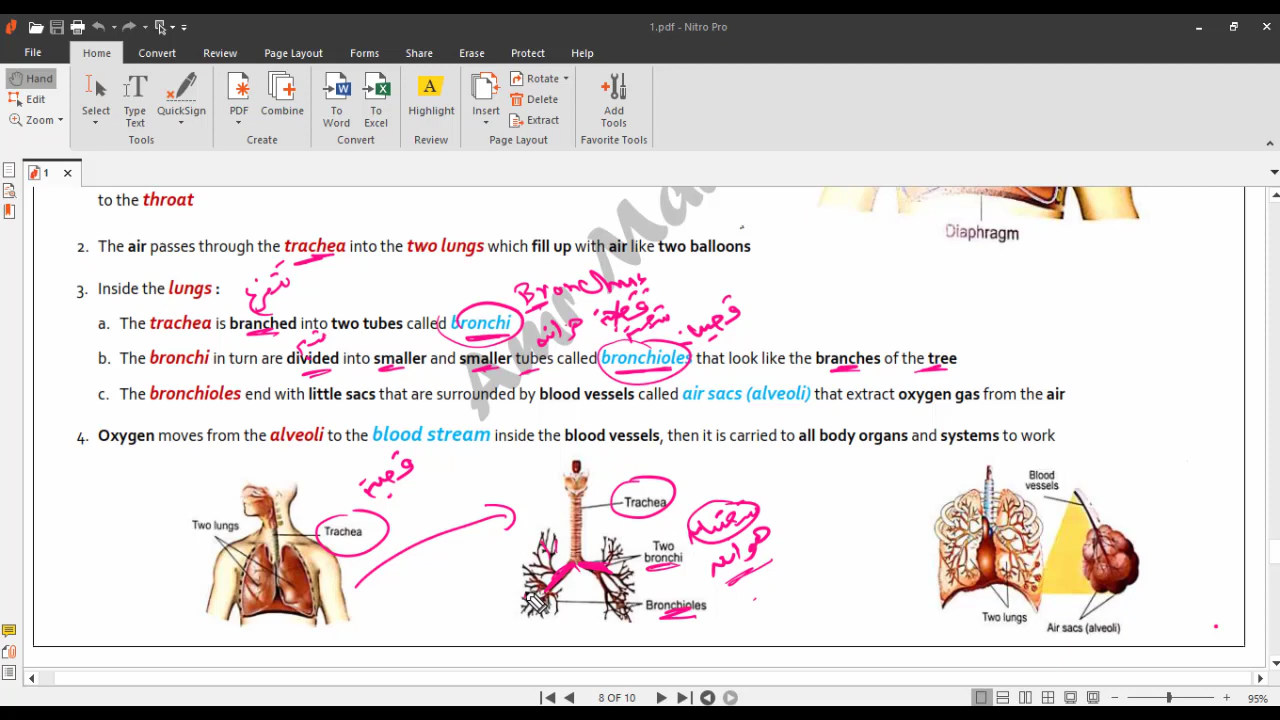 1.pdf - Nitro Pro
File Home Convert Review Page Layout Forms Share Erase Protect Help
Hand
Edit
Zoom
Select
Type Text
QuickSign
PDF
Combine
To Word
To Excel
Highlight
Insert
Rotate
Delete
Extract
Add Tools
Tools
Create
Convert
Review
Page Layout
Favorite Tools
1
to the throat
Diaphragm
2. The air passes through the trachea into the two lungs which fill up with air like two balloons
3. Inside the lungs :
Bronchus
a. The trachea is branched into two tubes called bronchi
b. The bronchi in turn are divided into smaller and smaller tubes called bronchioles that look like the branches of the tree
c. The bronchioles end with little sacs that are surrounded by blood vessels called air sacs (alveoli) that extract oxygen gas from the air
4. Oxygen moves from the alveoli to the blood stream inside the blood vessels, then it is carried to all body organs and systems to work
قصبة
Two lungs
Trachea
Trachea
Two bronchi
Bronchioles
Blood vessels
Two lungs
Air sacs (alveoli)
8 OF 10
95%